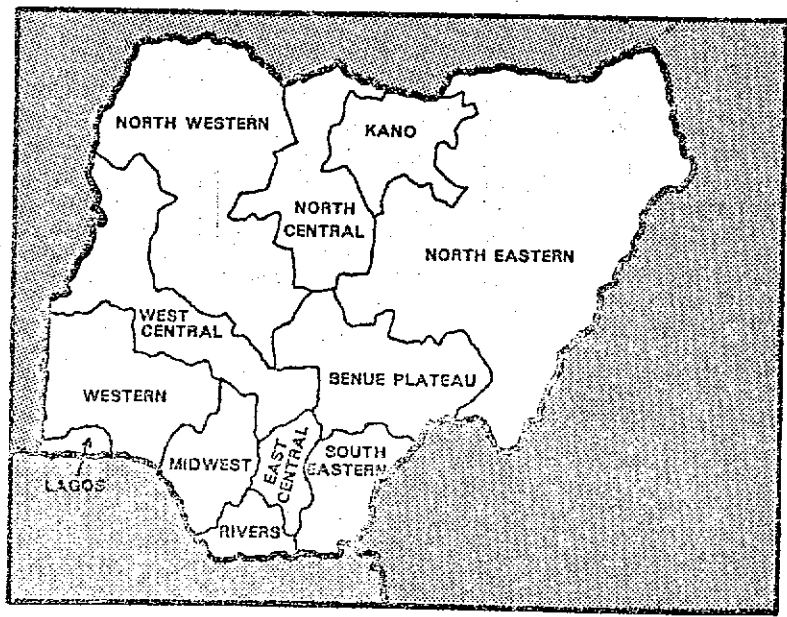 NORTH WESTERN
KANO
NORTH
CENTRAL
NORTH EASTERN
WEST
CENTRAL
BENUE PLATEAU
WESTERN
MIDWEST
EAST
CENTRAL
SOUTH
EASTERN
LAGOS
RIVERS